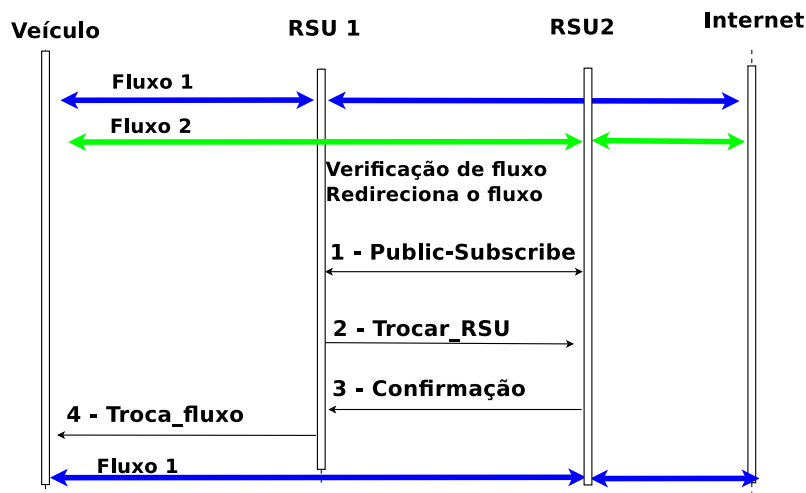 Veículo
RSU 1
RSU2
Internet
Fluxo 1
Fluxo 2
Verificação de fluxo
Redireciona o fluxo
1 - Public-Subscribe
2 - Trocar_RSU
3 - Confirmação
4 - Troca_fluxo
Fluxo 1